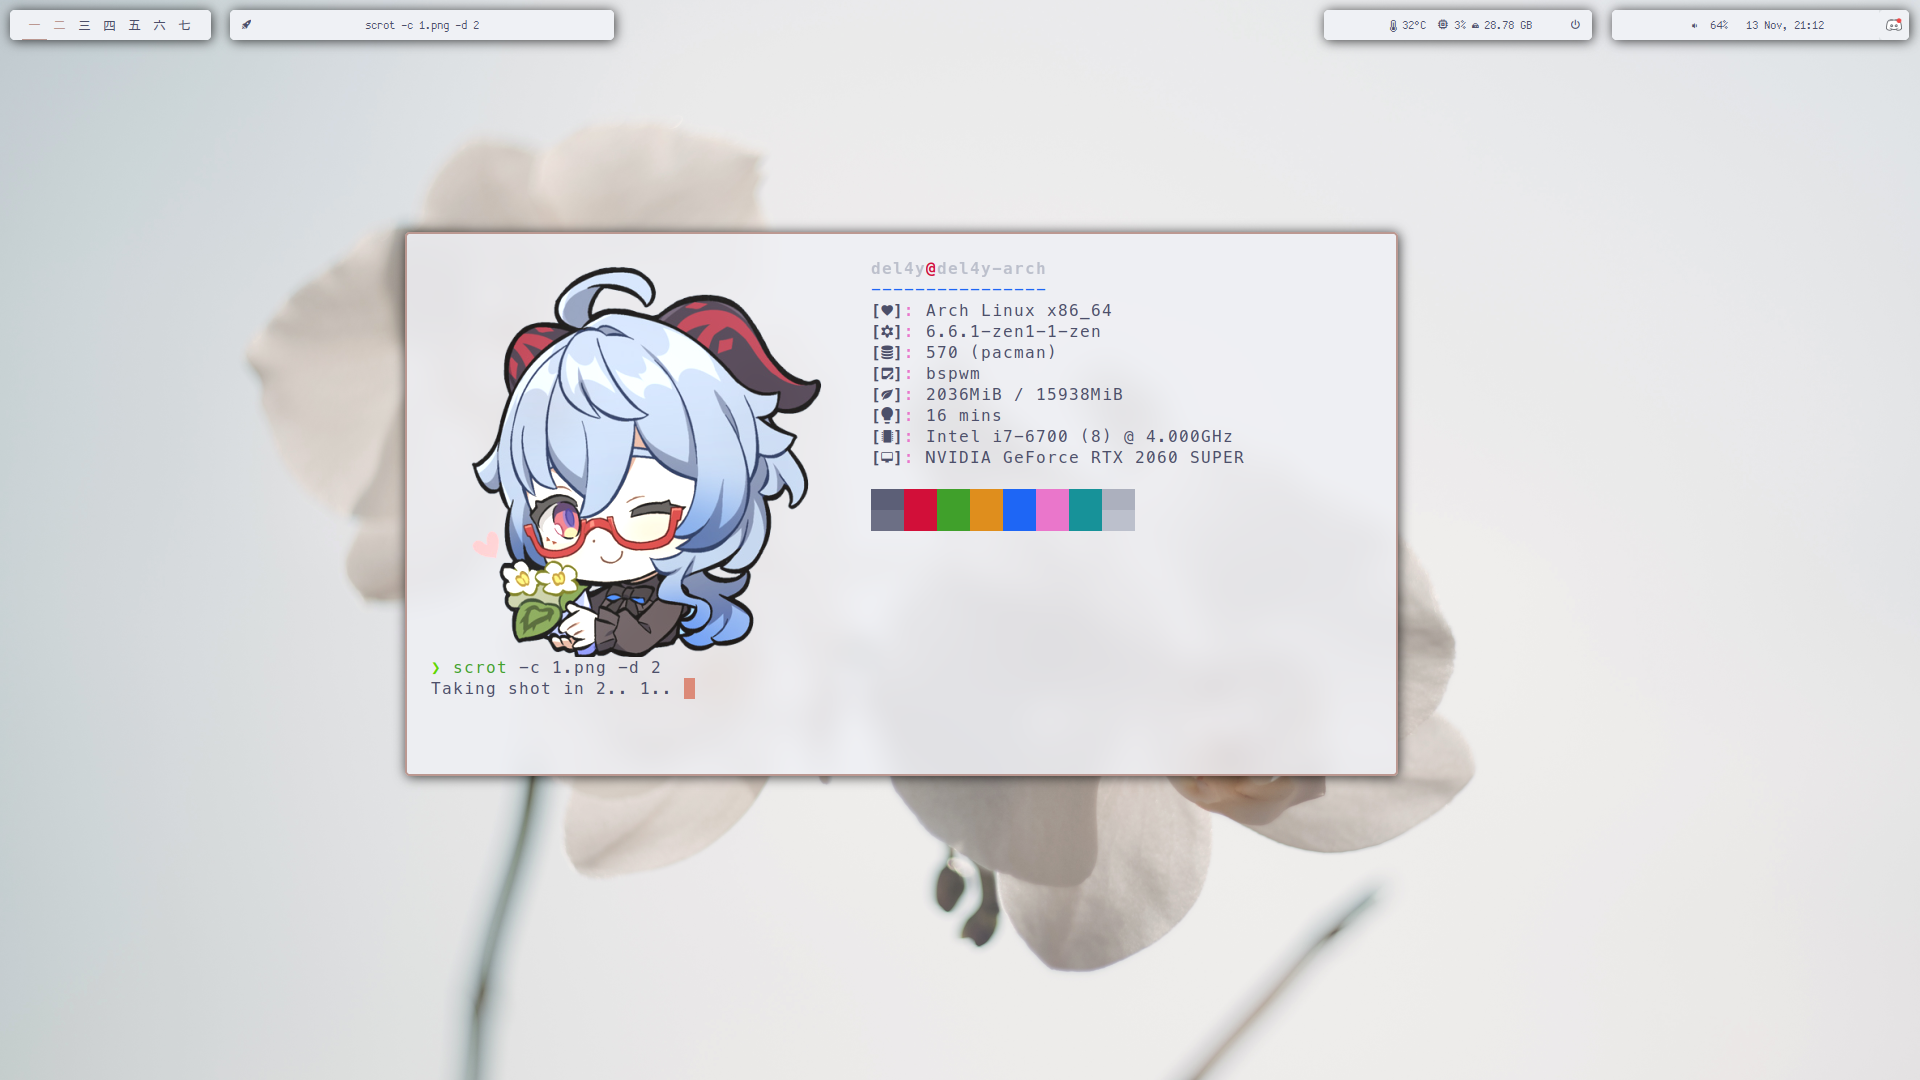 一 二 三 四 五 六 七
scrot -c 1.png -d 2
32°C 3% 28.78 GB
64% 13 Nov, 21:12
del4y@del4y-arch
----------------
[]: Arch Linux x86_64
[]: 6.6.1-zen1-1-zen
[]: 570 (pacman)
[]: bspwm
[]: 2036MiB / 15938MiB
[]: 16 mins
[]: Intel i7-6700 (8) @ 4.000GHz
[]: NVIDIA GeForce RTX 2060 SUPER
❯ scrot -c 1.png -d 2
Taking shot in 2.. 1..